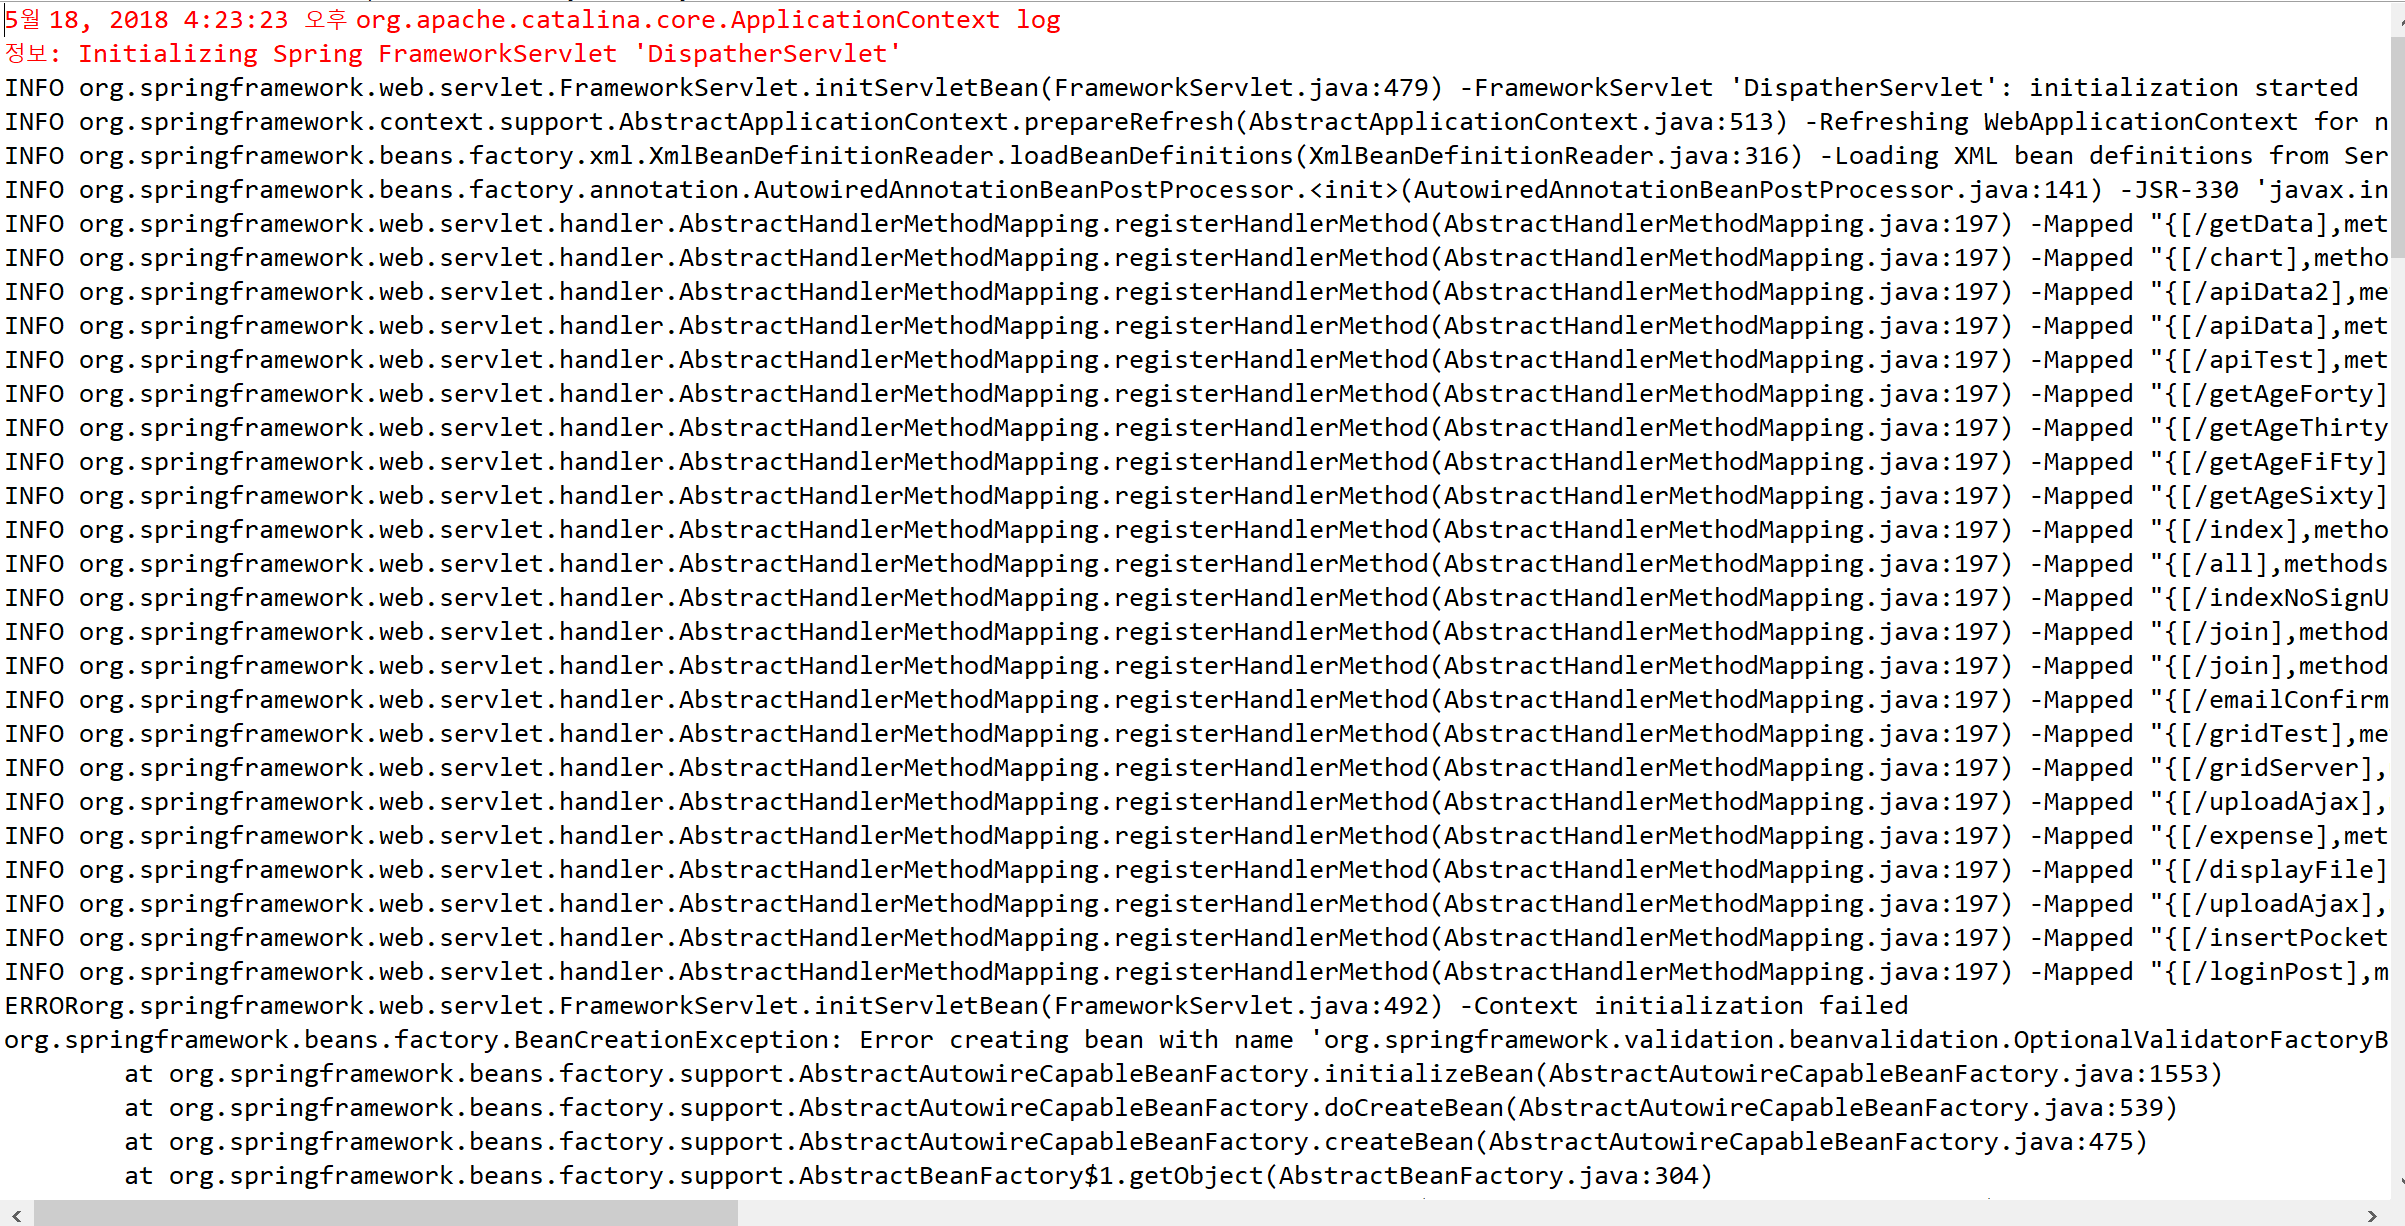 5월 18, 2018 4:23:23 오후 org.apache.catalina.core.ApplicationContext log
정보: Initializing Spring FrameworkServlet 'DispatherServlet'
INFO org.springframework.web.servlet.FrameworkServlet.initServletBean(FrameworkServlet.java:479) -FrameworkServlet 'DispatherServlet': initialization started
INFO org.springframework.context.support.AbstractApplicationContext.prepareRefresh(AbstractApplicationContext.java:513) -Refreshing WebApplicationContext for n
INFO org.springframework.beans.factory.xml.XmlBeanDefinitionReader.loadBeanDefinitions(XmlBeanDefinitionReader.java:316) -Loading XML bean definitions from Ser
INFO org.springframework.beans.factory.annotation.AutowiredAnnotationBeanPostProcessor.<init>(AutowiredAnnotationBeanPostProcessor.java:141) -JSR-330 'javax.in
INFO org.springframework.web.servlet.handler.AbstractHandlerMethodMapping.registerHandlerMethod(AbstractHandlerMethodMapping.java:197) -Mapped "{[/getData],met
INFO org.springframework.web.servlet.handler.AbstractHandlerMethodMapping.registerHandlerMethod(AbstractHandlerMethodMapping.java:197) -Mapped "{[/chart],metho
INFO org.springframework.web.servlet.handler.AbstractHandlerMethodMapping.registerHandlerMethod(AbstractHandlerMethodMapping.java:197) -Mapped "{[/apiData2],me
INFO org.springframework.web.servlet.handler.AbstractHandlerMethodMapping.registerHandlerMethod(AbstractHandlerMethodMapping.java:197) -Mapped "{[/apiData],met
INFO org.springframework.web.servlet.handler.AbstractHandlerMethodMapping.registerHandlerMethod(AbstractHandlerMethodMapping.java:197) -Mapped "{[/apiTest],met
INFO org.springframework.web.servlet.handler.AbstractHandlerMethodMapping.registerHandlerMethod(AbstractHandlerMethodMapping.java:197) -Mapped "{[/getAgeForty]
INFO org.springframework.web.servlet.handler.AbstractHandlerMethodMapping.registerHandlerMethod(AbstractHandlerMethodMapping.java:197) -Mapped "{[/getAgeThirty
INFO org.springframework.web.servlet.handler.AbstractHandlerMethodMapping.registerHandlerMethod(AbstractHandlerMethodMapping.java:197) -Mapped "{[/getAgeFiFty]
INFO org.springframework.web.servlet.handler.AbstractHandlerMethodMapping.registerHandlerMethod(AbstractHandlerMethodMapping.java:197) -Mapped "{[/getAgeSixty]
INFO org.springframework.web.servlet.handler.AbstractHandlerMethodMapping.registerHandlerMethod(AbstractHandlerMethodMapping.java:197) -Mapped "{[/index],metho
INFO org.springframework.web.servlet.handler.AbstractHandlerMethodMapping.registerHandlerMethod(AbstractHandlerMethodMapping.java:197) -Mapped "{[/all],methods
INFO org.springframework.web.servlet.handler.AbstractHandlerMethodMapping.registerHandlerMethod(AbstractHandlerMethodMapping.java:197) -Mapped "{[/indexNoSignU
INFO org.springframework.web.servlet.handler.AbstractHandlerMethodMapping.registerHandlerMethod(AbstractHandlerMethodMapping.java:197) -Mapped "{[/join],method
INFO org.springframework.web.servlet.handler.AbstractHandlerMethodMapping.registerHandlerMethod(AbstractHandlerMethodMapping.java:197) -Mapped "{[/join],method
INFO org.springframework.web.servlet.handler.AbstractHandlerMethodMapping.registerHandlerMethod(AbstractHandlerMethodMapping.java:197) -Mapped "{[/emailConfirm
INFO org.springframework.web.servlet.handler.AbstractHandlerMethodMapping.registerHandlerMethod(AbstractHandlerMethodMapping.java:197) -Mapped "{[/gridTest],me
INFO org.springframework.web.servlet.handler.AbstractHandlerMethodMapping.registerHandlerMethod(AbstractHandlerMethodMapping.java:197) -Mapped "{[/gridServer],
INFO org.springframework.web.servlet.handler.AbstractHandlerMethodMapping.registerHandlerMethod(AbstractHandlerMethodMapping.java:197) -Mapped "{[/uploadAjax],
INFO org.springframework.web.servlet.handler.AbstractHandlerMethodMapping.registerHandlerMethod(AbstractHandlerMethodMapping.java:197) -Mapped "{[/expense],met
INFO org.springframework.web.servlet.handler.AbstractHandlerMethodMapping.registerHandlerMethod(AbstractHandlerMethodMapping.java:197) -Mapped "{[/displayFile]
INFO org.springframework.web.servlet.handler.AbstractHandlerMethodMapping.registerHandlerMethod(AbstractHandlerMethodMapping.java:197) -Mapped "{[/uploadAjax],
INFO org.springframework.web.servlet.handler.AbstractHandlerMethodMapping.registerHandlerMethod(AbstractHandlerMethodMapping.java:197) -Mapped "{[/insertPocket
INFO org.springframework.web.servlet.handler.AbstractHandlerMethodMapping.registerHandlerMethod(AbstractHandlerMethodMapping.java:197) -Mapped "{[/loginPost],m
ERRORorg.springframework.web.servlet.FrameworkServlet.initServletBean(FrameworkServlet.java:492) -Context initialization failed
org.springframework.beans.factory.BeanCreationException: Error creating bean with name 'org.springframework.validation.beanvalidation.OptionalValidatorFactoryB
at org.springframework.beans.factory.support.AbstractAutowireCapableBeanFactory.initializeBean(AbstractAutowireCapableBeanFactory.java:1553)
at org.springframework.beans.factory.support.AbstractAutowireCapableBeanFactory.doCreateBean(AbstractAutowireCapableBeanFactory.java:539)
at org.springframework.beans.factory.support.AbstractAutowireCapableBeanFactory.createBean(AbstractAutowireCapableBeanFactory.java:475)
at org.springframework.beans.factory.support.AbstractBeanFactory$1.getObject(AbstractBeanFactory.java:304)